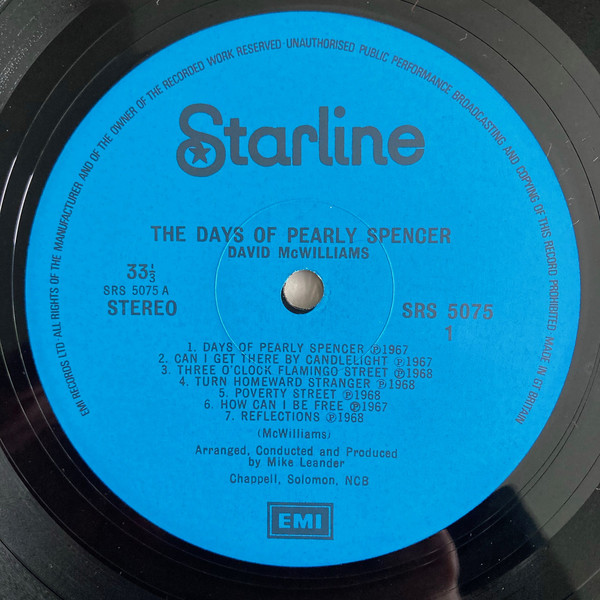 EMI RECORDS LTD·ALL RIGHTS OF THE MANUFACTURER AND OF THE OWNER OF THE RECORDED WORK RESERVED·UNAUTHORISED PUBLIC PERFORMANCE BROADCASTING AND COPYING OF THIS RECORD PROHIBITED MADE IN GT BRITAIN
Starline
THE DAYS OF PEARLY SPENCER
DAVID McWILLIAMS
33⅓
SRS 5075 A
STEREO
SRS 5075
1
1. DAYS OF PEARLY SPENCER ℗1967
2. CAN I GET THERE BY CANDLELIGHT ℗1967
3. THREE O'CLOCK FLAMINGO STREET ℗1968
4. TURN HOMEWARD STRANGER ℗1968
5. POVERTY STREET ℗1968
6. HOW CAN I BE FREE ℗1967
7. REFLECTIONS ℗1968
(McWilliams)
Arranged, Conducted and Produced
by Mike Leander
Chappell, Solomon, NCB
EMI